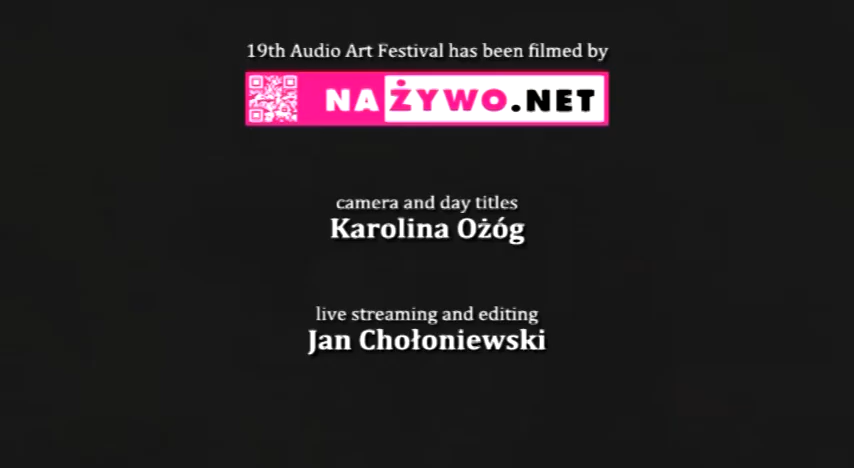 19th Audio Art Festival has been filmed by
NAŻYWO.NET
camera and day titles
Karolina Ożóg
live streaming and editing
Jan Chołoniewski